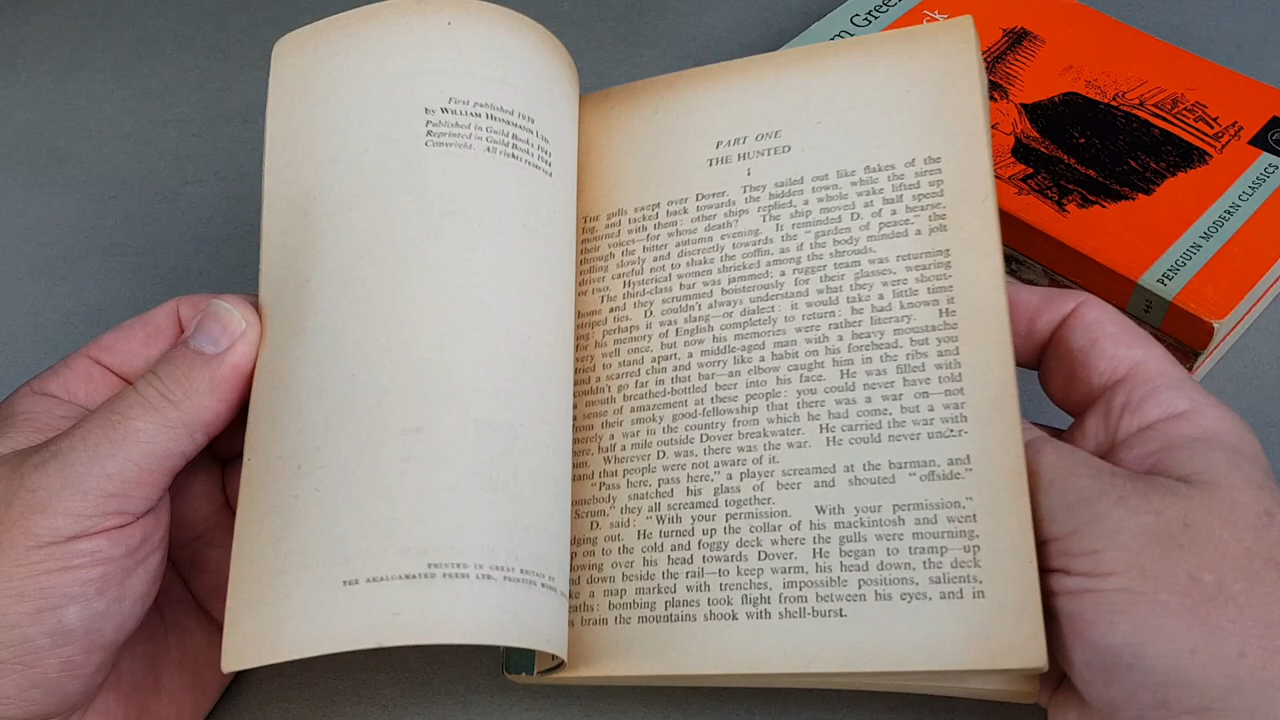 First published 1939
by WILLIAM HEINEMANN LTD.
Published in Guild Books 1943
Reprinted in Guild Books 1944
Copyright. All rights reserved
PRINTED IN GREAT BRITAIN BY
THE AMALGAMATED PRESS LTD., PRINTING WORKS,
PART ONE
THE HUNTED
I
THE gulls swept over Dover. They sailed out like flakes of the
fog, and tacked back towards the hidden town, while the siren
mourned with them: other ships replied, a whole wake lifted up
their voices—for whose death? The ship moved at half speed
through the bitter autumn evening. It reminded D. of a hearse,
rolling slowly and discreetly towards the "garden of peace," the
driver careful not to shake the coffin, as if the body minded a jolt
or two. Hysterical women shrieked among the shrouds.
The third-class bar was jammed; a rugger team was returning
home and they scrummed boisterously for their glasses, wearing
striped ties. D. couldn't always understand what they were shout-
ing: perhaps it was slang—or dialect: it would take a little time
for his memory of English completely to return: he had known it
very well once, but now his memories were rather literary. He
tried to stand apart, a middle-aged man with a heavy moustache
and a scarred chin and worry like a habit on his forehead, but you
couldn't go far in that bar—an elbow caught him in the ribs and
a mouth breathed-bottled beer into his face. He was filled with
a sense of amazement at these people: you could never have told
from their smoky good-fellowship that there was a war on—not
merely a war in the country from which he had come, but a war
here, half a mile outside Dover breakwater. He carried the war with
him. Wherever D. was, there was the war. He could never under-
stand that people were not aware of it.
"Pass here, pass here," a player screamed at the barman, and
omebody snatched his glass of beer and shouted "offside."
Scrum," they all screamed together.
D. said: "With your permission. With your permission,"
dging out. He turned up the collar of his mackintosh and went
p on to the cold and foggy deck where the gulls were mourning,
lowing over his head towards Dover. He began to tramp—up
nd down beside the rail—to keep warm, his head down, the deck
ke a map marked with trenches, impossible positions, salients,
eaths: bombing planes took flight from between his eyes, and in
s brain the mountains shook with shell-burst.
m Gree
ck
442 PENGUIN MODERN CLASSICS